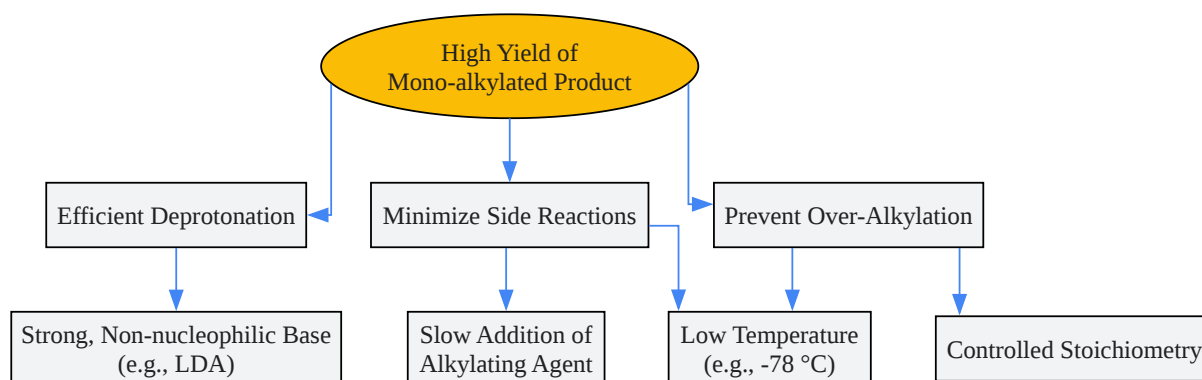 High Yield of
Mono-alkylated Product
Efficient Deprotonation
Minimize Side Reactions
Prevent Over-Alkylation
Strong, Non-nucleophilic Base
(e.g., LDA)
Slow Addition of
Alkylating Agent
Low Temperature
(e.g., -78 °C)
Controlled Stoichiometry